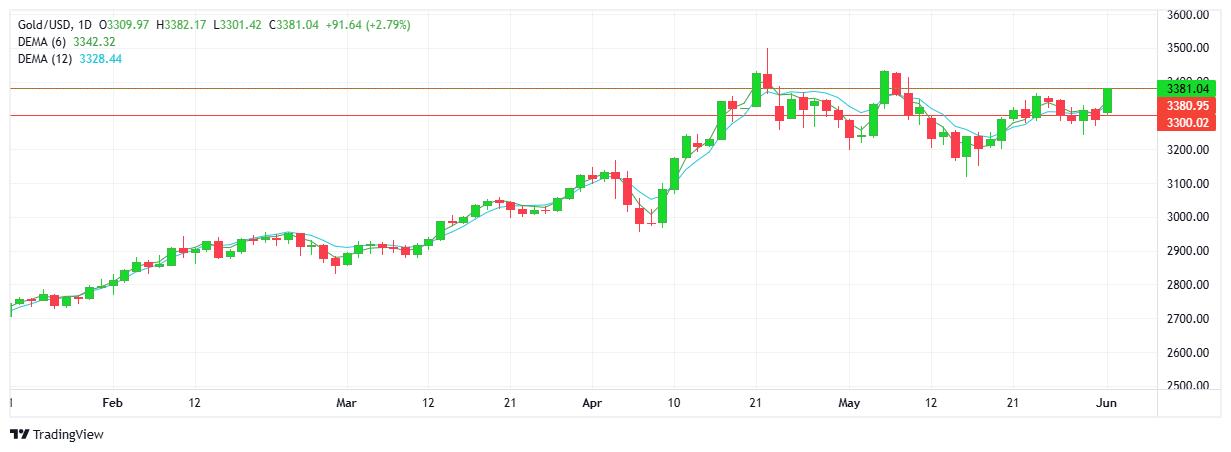 Gold/USD, 1D O3309.97 H3382.17 L3301.42 C3381.04 +91.64 (+2.79%)
DEMA (6) 3342.32
DEMA (12) 3328.44
3600.00
3500.00
3400.00
3381.04
3380.95
3300.02
3200.00
3100.00
3000.00
2900.00
2800.00
2700.00
2600.00
2500.00
Feb 12 Mar 12 21 Apr 10 21 May 12 21 Jun
TradingView